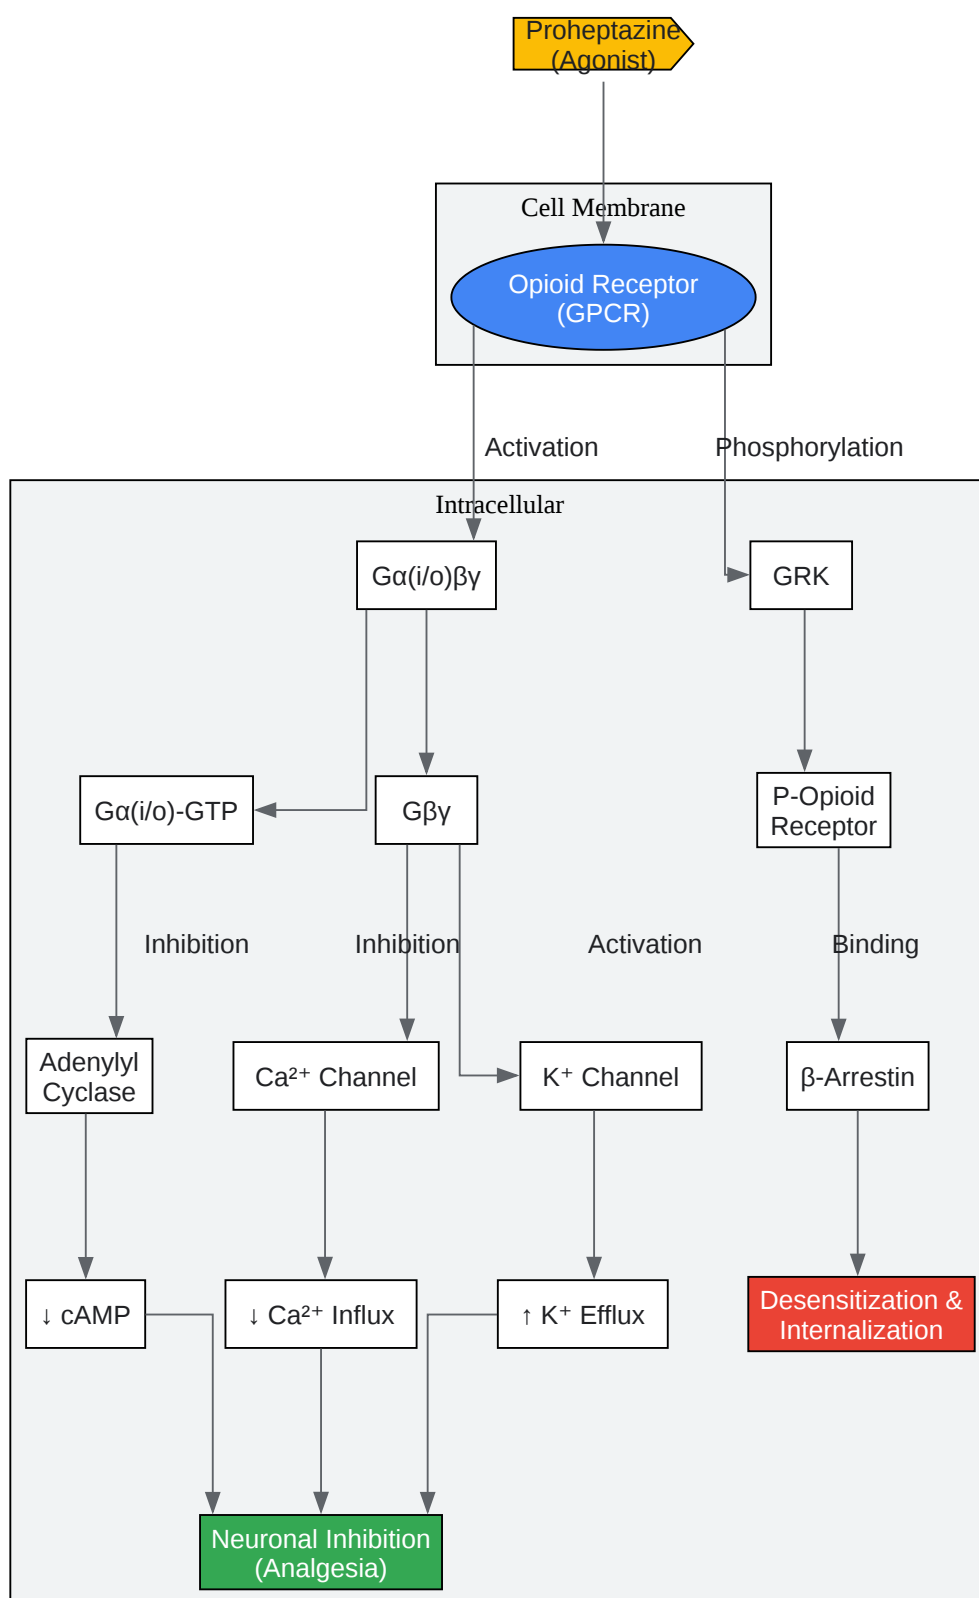 Proheptazine
(Agonist)
Cell Membrane
Opioid Receptor
(GPCR)
Activation
Phosphorylation
Intracellular
Gα(i/o)βγ
GRK
Gα(i/o)-GTP
Gβγ
P-Opioid
Receptor
Inhibition
Inhibition
Activation
Binding
Adenylyl
Cyclase
Ca²⁺ Channel
K⁺ Channel
β-Arrestin
↓ cAMP
↓ Ca²⁺ Influx
↑ K⁺ Efflux
Desensitization &
Internalization
Neuronal Inhibition
(Analgesia)